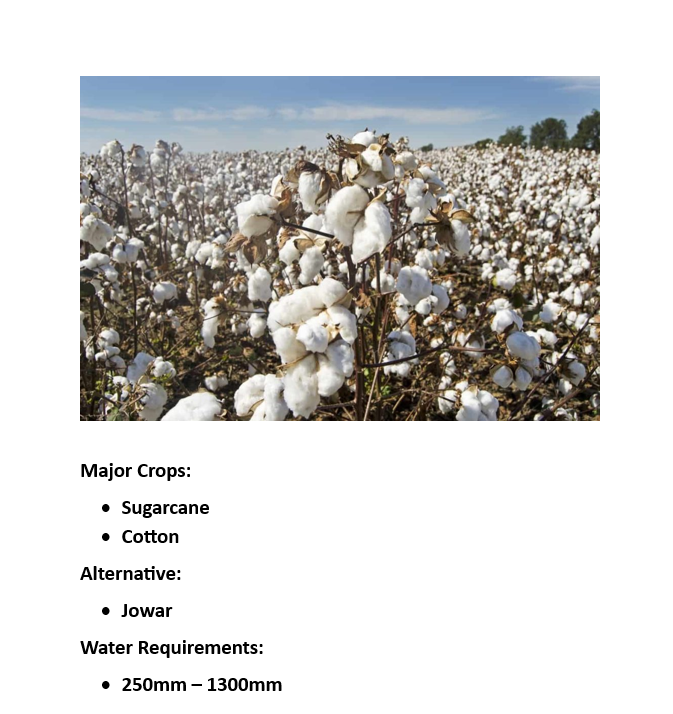 Major Crops:
• Sugarcane
• Cotton
Alternative:
• Jowar
Water Requirements:
• 250mm – 1300mm